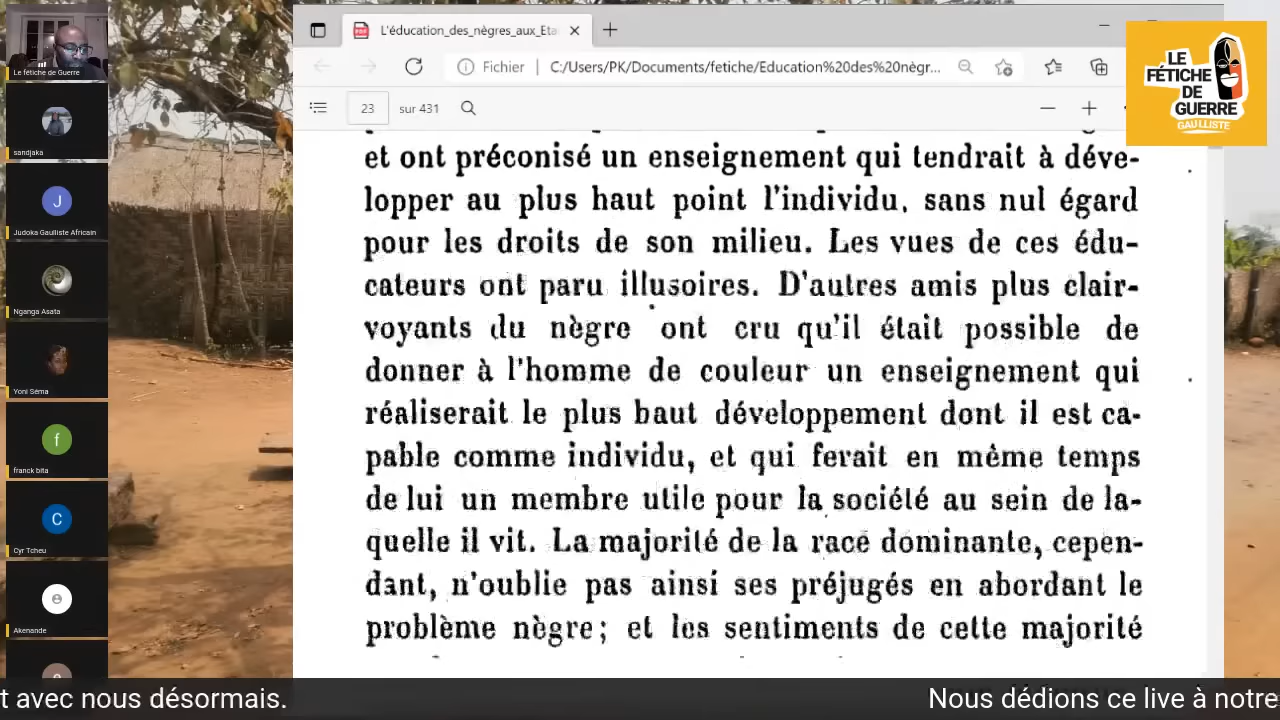 L'éducation_des_nègres_aux_Eta
Fichier
C:/Users/PK/Documents/fetiche/Education%20des%20nègr...
23 sur 431
LE
FÉTICHE
DE
GUERRE
GAULLISTE
et ont préconisé un enseignement qui tendrait à déve-
lopper au plus haut point l'individu, sans nul égard
pour les droits de son milieu. Les vues de ces édu-
cateurs ont paru illusoires. D'autres amis plus clair-
voyants du nègre ont cru qu'il était possible de
donner à l'homme de couleur un enseignement qui
réaliserait le plus haut développement dont il est ca-
pable comme individu, et qui ferait en même temps
de lui un membre utile pour la société au sein de la-
quelle il vit. La majorité de la race dominante, cepen-
dant, n'oublie pas ainsi ses préjugés en abordant le
problème nègre; et les sentiments de cette majorité
Le fétiche de Guerre
sandjaka
J
Judoka Gaulliste Africain
Nganga Asata
Yoni Séma
f
franck bita
C
Cyr Tcheu
Akenande
t avec nous désormais.
Nous dédions ce live à notre